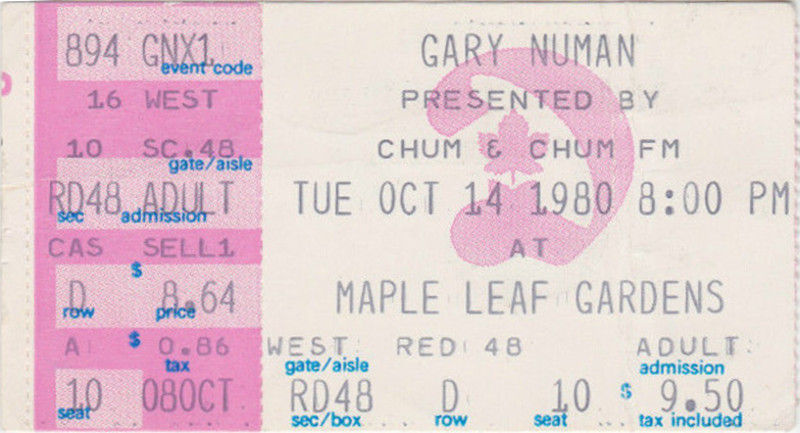 894 GNX1
event code
16 WEST
10 SC.48
gate/aisle
RD48 ADULT
sec admission
CAS SELL1
$
D 8.64
row price
A $ 0.86
tax
10 08OCT
seat
GARY NUMAN
PRESENTED BY
CHUM & CHUM FM
TUE OCT 14 1980 8:00 PM
AT
MAPLE LEAF GARDENS
WEST RED 48 ADULT
gate/aisle admission
RD48 D 10 $ 9.50
sec/box row seat tax included